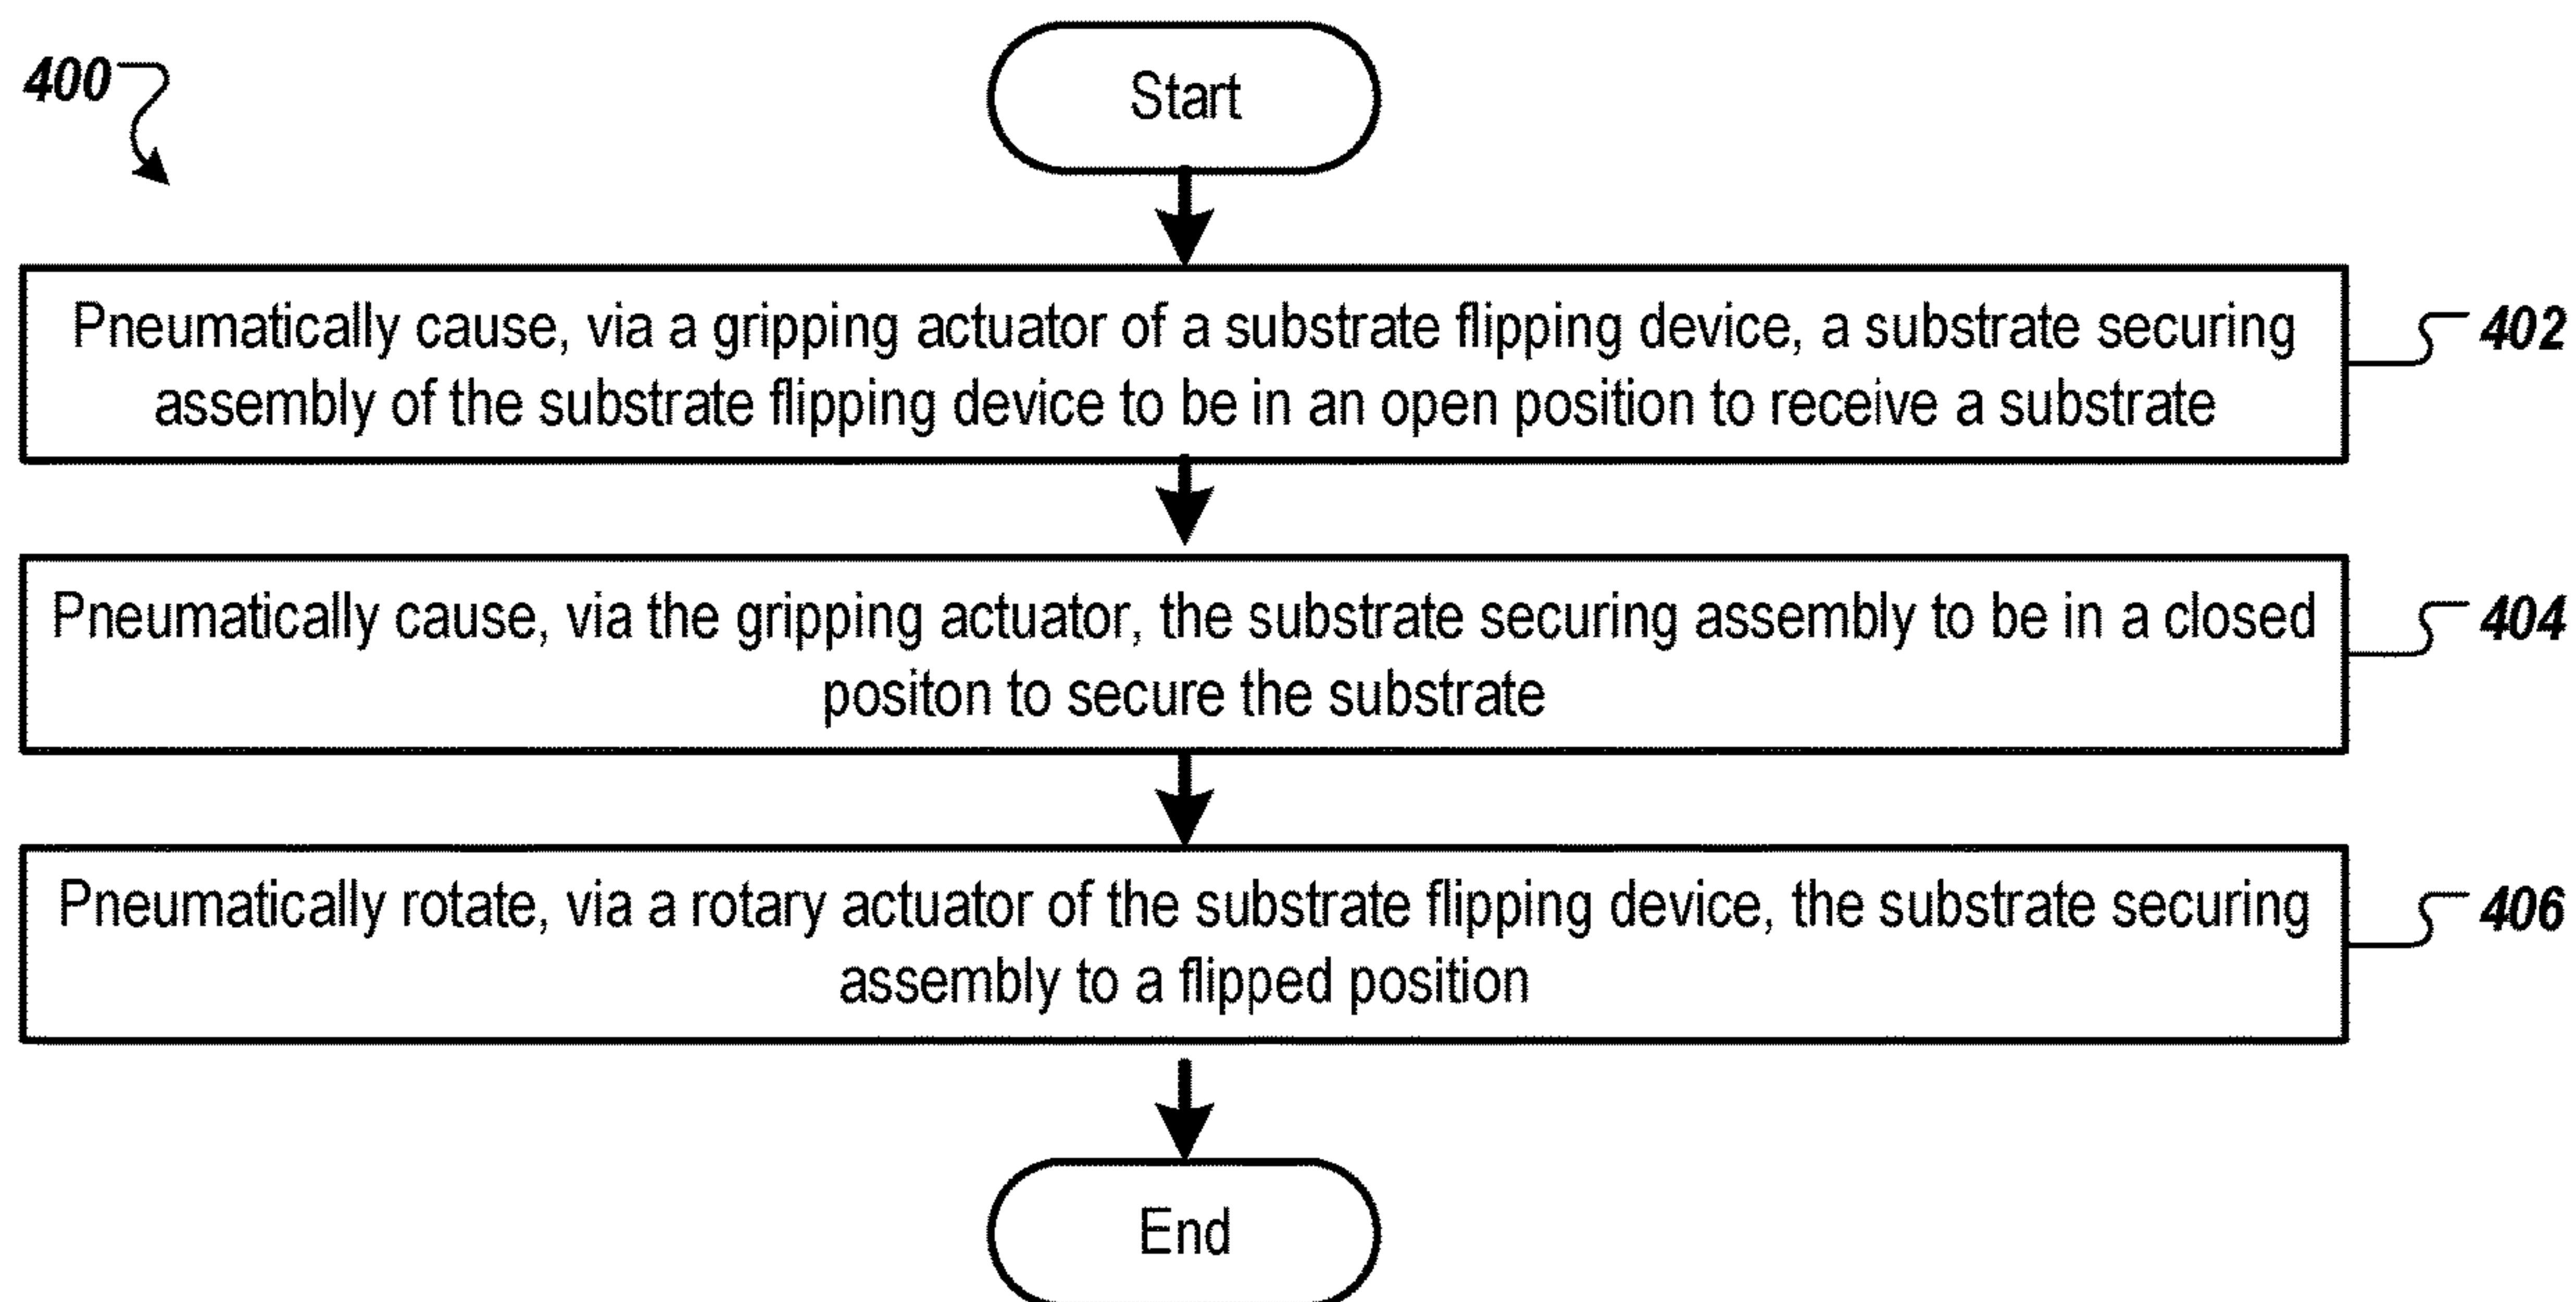 400
Start
Pneumatically cause, via a gripping actuator of a substrate flipping device, a substrate securing
assembly of the substrate flipping device to be in an open position to receive a substrate
402
Pneumatically cause, via the gripping actuator, the substrate securing assembly to be in a closed
positon to secure the substrate
404
Pneumatically rotate, via a rotary actuator of the substrate flipping device, the substrate securing
assembly to a flipped position
406
End